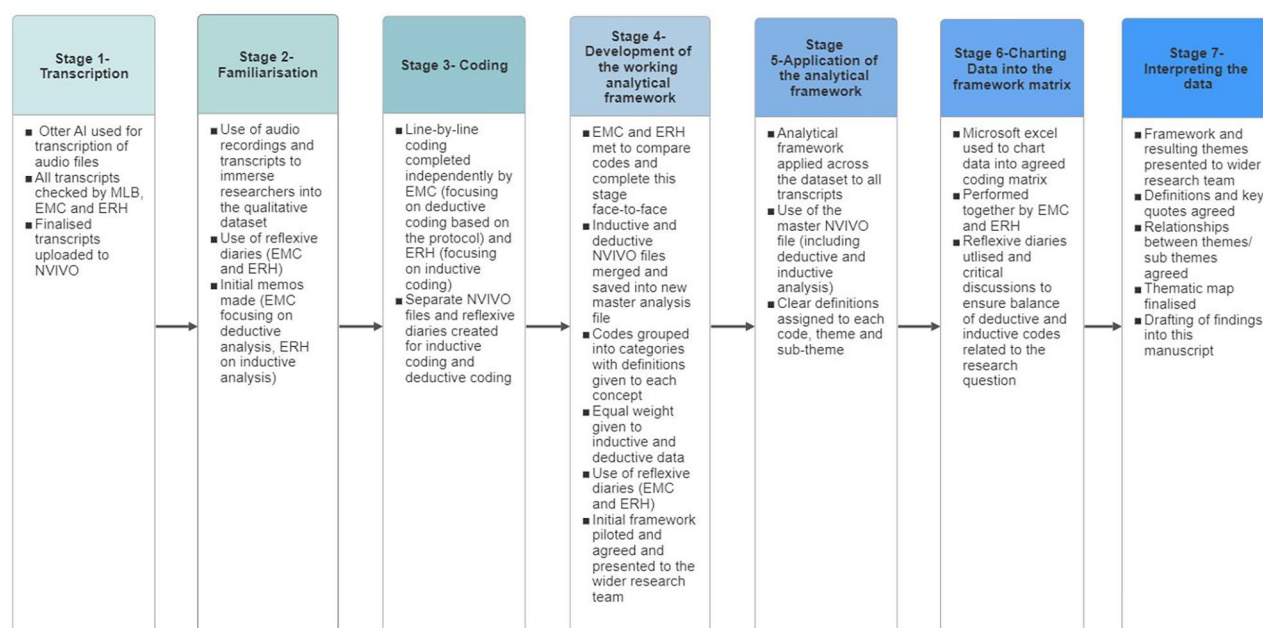 Stage 1-
Transcription
■ Otter AI used for
transcription of
audio files
■ All transcripts
checked by MLB,
EMC and ERH
■ Finalised
transcripts
uploaded to
NVIVO
Stage 2-
Familiarisation
■ Use of audio
recordings and
transcripts to
immerse
researchers into
the qualitative
dataset
■ Use of reflexive
diaries (EMC
and ERH)
■ Initial memos
made (EMC
focusing on
deductive
analysis, ERH
on inductive
analysis)
Stage 3- Coding
■ Line-by-line
coding
completed
independently by
EMC (focusing
on deductive
coding based on
the protocol) and
ERH (focusing
on inductive
coding)
■ Separate NVIVO
files and reflexive
diaries created
for inductive
coding and
deductive coding
Stage 4-
Development of
the working
analytical
framework
■ EMC and ERH
met to compare
codes and
complete this
stage
face-to-face
■ Inductive and
deductive
NVIVO files
merged and
saved into new
master analysis
file
■ Codes grouped
into categories
with definitions
given to each
concept
■ Equal weight
given to
inductive and
deductive data
■ Use of reflexive
diaries (EMC
and ERH)
■ Initial framework
piloted and
agreed and
presented to the
wider research
team
Stage
5-Application of
the analytical
framework
■ Analytical
framework
applied across
the dataset to all
transcripts
■ Use of the
master NVIVO
file (including
deductive and
inductive
analysis)
■ Clear definitions
assigned to each
code, theme and
sub-theme
Stage 6-Charting
Data into the
framework matrix
■ Microsoft excel
used to chart
data into agreed
coding matrix
■ Performed
together by EMC
and ERH
■ Reflexive diaries
utlised and
critical
discussions to
ensure balance
of deductive and
inductive codes
related to the
research
question
Stage 7-
Interpreting the
data
■ Framework and
resulting themes
presented to wider
research team
■ Definitions and key
quotes agreed
■ Relationships
between themes/
sub themes
agreed
■ Thematic map
finalised
■ Drafting of findings
into this
manuscript